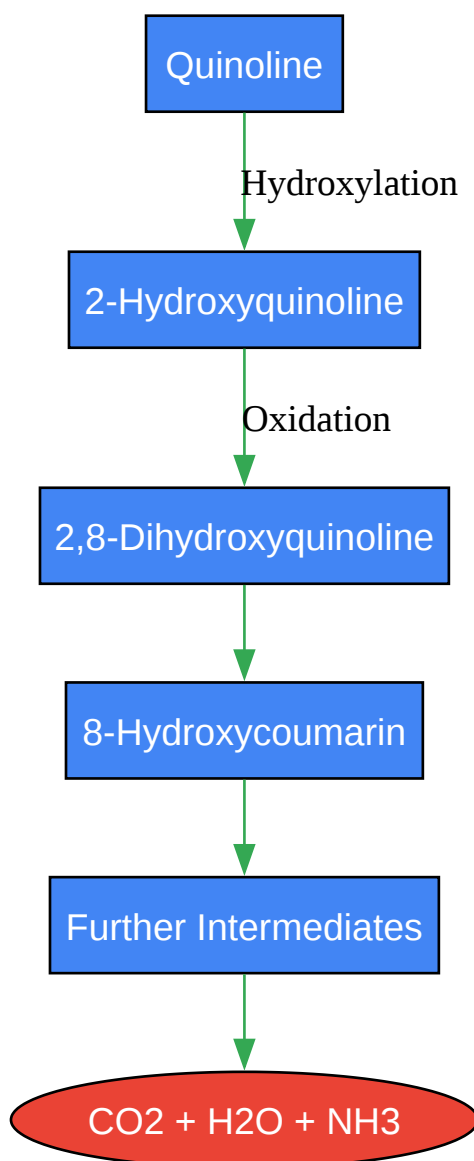 Quinoline
Hydroxylation
2-Hydroxyquinoline
Oxidation
2,8-Dihydroxyquinoline
8-Hydroxycoumarin
Further Intermediates
CO2 + H2O + NH3